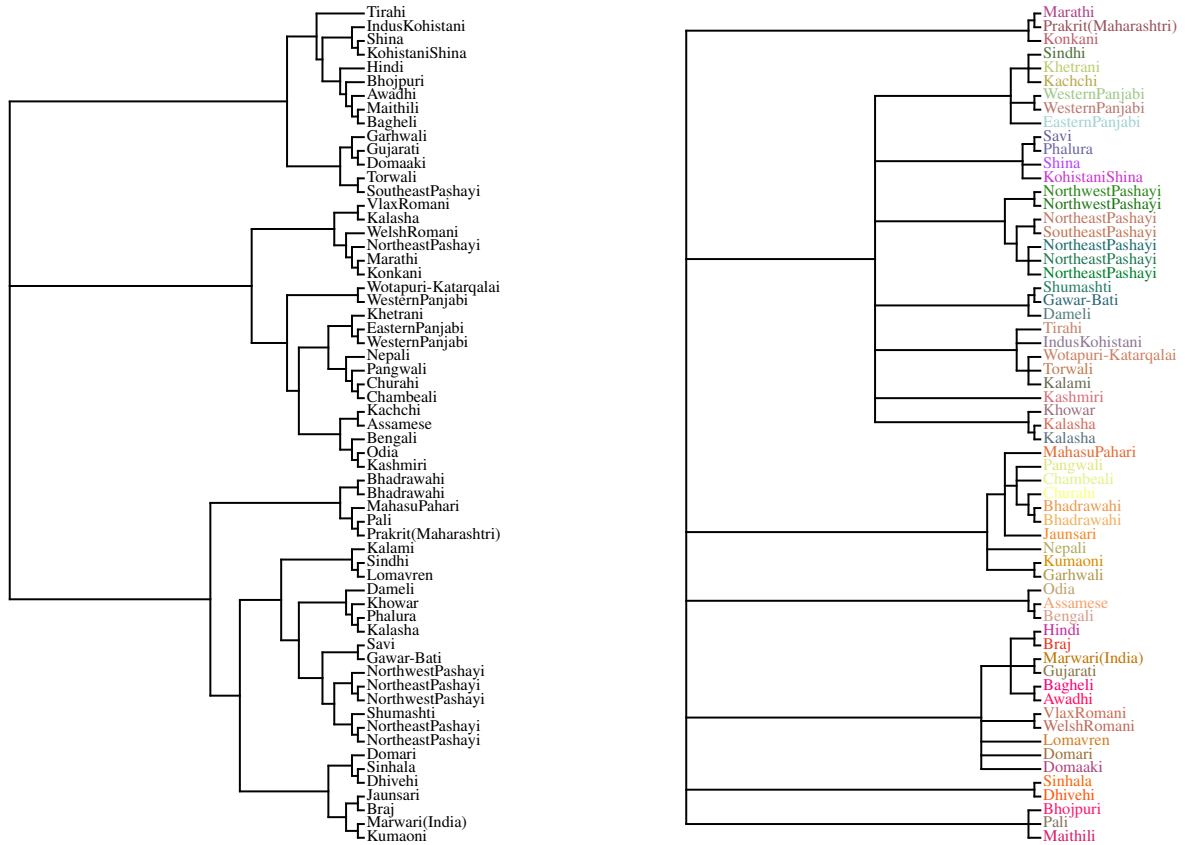 Tirahi
IndusKohistani
Shina
KohistaniShina
Hindi
Bhojpuri
Awadhi
Maithili
Bagheli
Garhwali
Gujarati
Domaaki
Torwali
SoutheastPashayi
VlaxRomani
Kalasha
WelshRomani
NortheastPashayi
Marathi
Konkani
Wotapuri-Katarqalai
WesternPanjabi
Khetrani
EasternPanjabi
WesternPanjabi
Nepali
Pangwali
Churahi
Chambeali
Kachchi
Assamese
Bengali
Odia
Kashmiri
Bhadrawahi
Bhadrawahi
MahasuPahari
Pali
Prakrit(Maharashtri)
Kalami
Sindhi
Lomavren
Dameli
Khowar
Phalura
Kalasha
Savi
Gawar-Bati
NorthwestPashayi
NortheastPashayi
NorthwestPashayi
Shumashti
NortheastPashayi
NortheastPashayi
Domari
Sinhala
Dhivehi
Jaunsari
Braj
Marwari(India)
Kumaoni
Marathi
Prakrit(Maharashtri)
Konkani
Sindhi
Khetrani
Kachchi
WesternPanjabi
WesternPanjabi
EasternPanjabi
Savi
Phalura
Shina
KohistaniShina
NorthwestPashayi
NorthwestPashayi
NortheastPashayi
SoutheastPashayi
NortheastPashayi
NortheastPashayi
NortheastPashayi
Shumashti
Gawar-Bati
Dameli
Tirahi
IndusKohistani
Wotapuri-Katarqalai
Torwali
Kalami
Kashmiri
Khowar
Kalasha
Kalasha
MahasuPahari
Pangwali
Chambeali
Churahi
Bhadrawahi
Bhadrawahi
Jaunsari
Nepali
Kumaoni
Garhwali
Odia
Assamese
Bengali
Hindi
Braj
Marwari(India)
Gujarati
Bagheli
Awadhi
VlaxRomani
WelshRomani
Lomavren
Domari
Domaaki
Sinhala
Dhivehi
Bhojpuri
Pali
Maithili